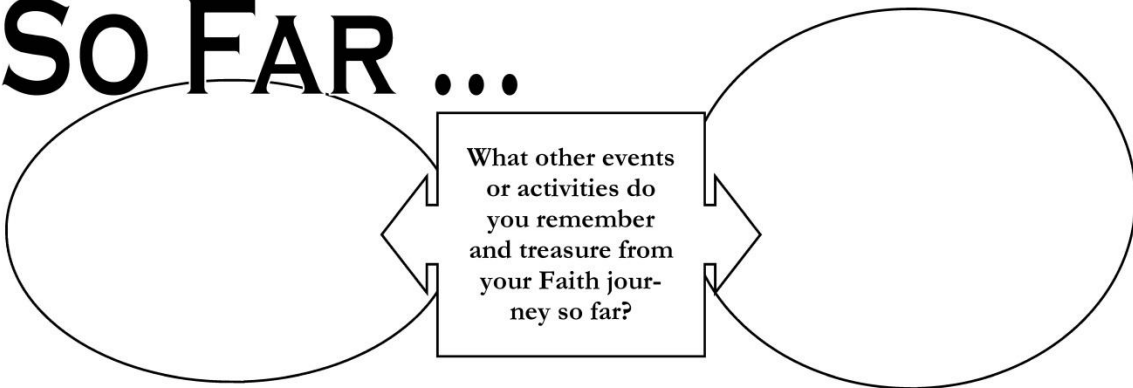 SO FAR ...
What other events
or activities do
you remember
and treasure from
your Faith jour-
ney so far?